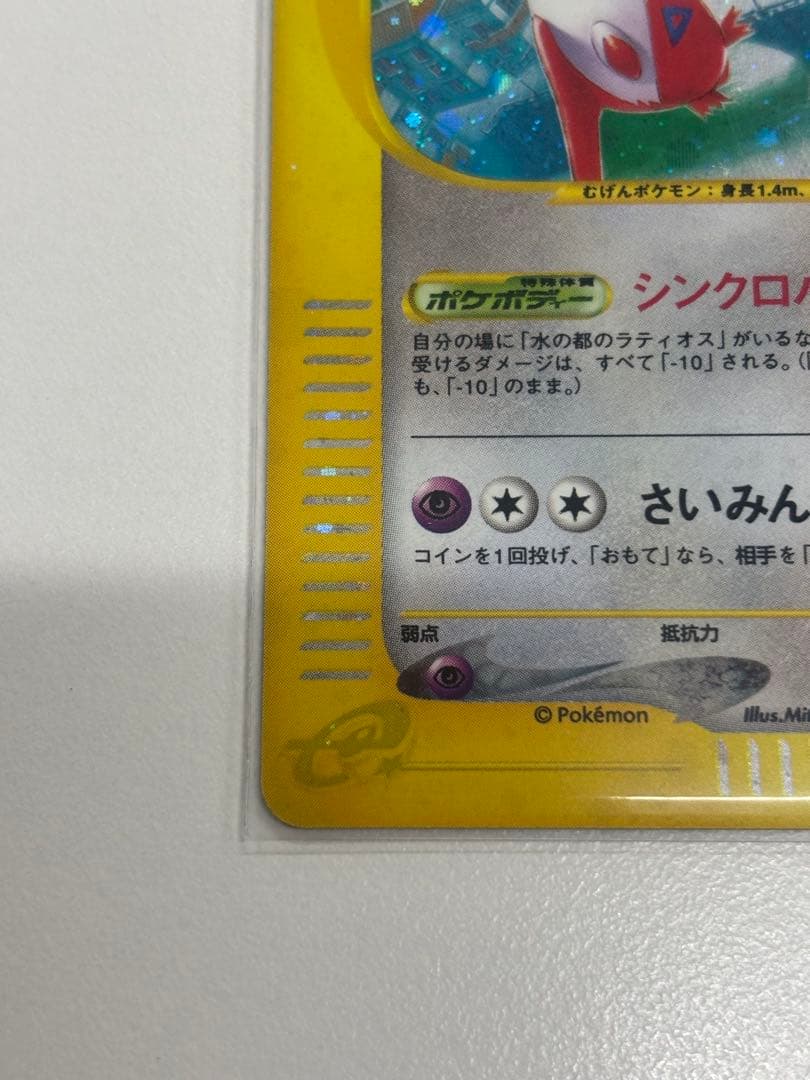 むげんポケモン：身長1.4m、
特殊体質
ポケボディー
シンクロバ
自分の場に「水の都のラティオス」がいるな
受けるダメージは、すべて「-10」される。（
も、「-10」のまま。）
さいみん
コインを1回投げ、「おもて」なら、相手を「
弱点 抵抗力
© Pokémon Illus.Mit